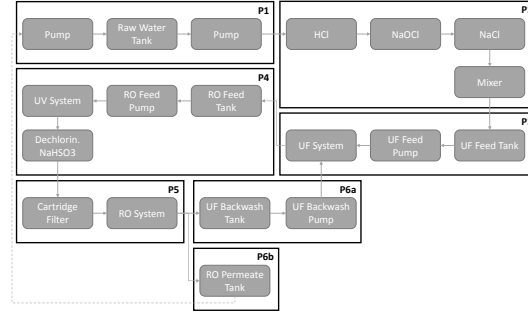 P1
Pump
Raw Water
Tank
Pump
HCl
NaOCl
NaCl
Mixer
P4
UV System
RO Feed
Pump
RO Feed
Tank
Dechlorin.
NaHSO3
UF System
UF Feed
Pump
UF Feed Tank
P5
Cartridge
Filter
RO System
P6a
UF Backwash
Tank
UF Backwash
Pump
P6b
RO Permeate
Tank